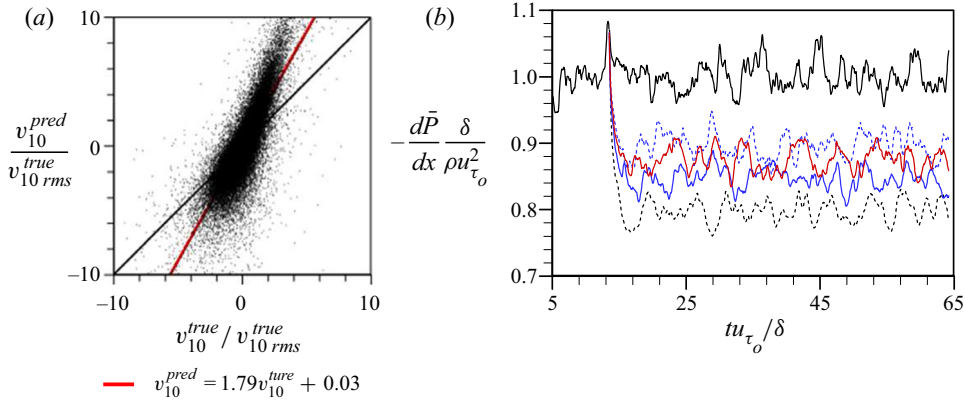 (a)
10
0
−10
v_10^pred / v_10 rms^true
−10 0 10
v_10^true / v_10 rms^true
v_10^pred = 1.79v_10^ture + 0.03
(b)
1.1
1.0
0.9
0.8
0.7
−dP̄/dx δ/ρu_τo^2
5 25 45 65
tu_τo/δ